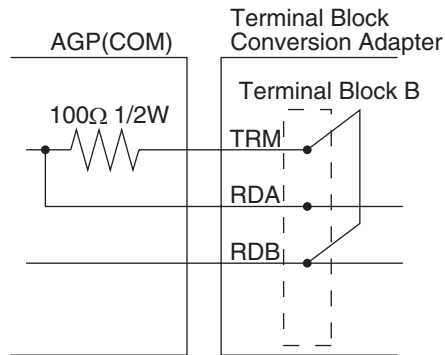 Terminal Block
AGP(COM) Conversion Adapter
Terminal Block B
100Ω 1/2W
TRM
RDA
RDB